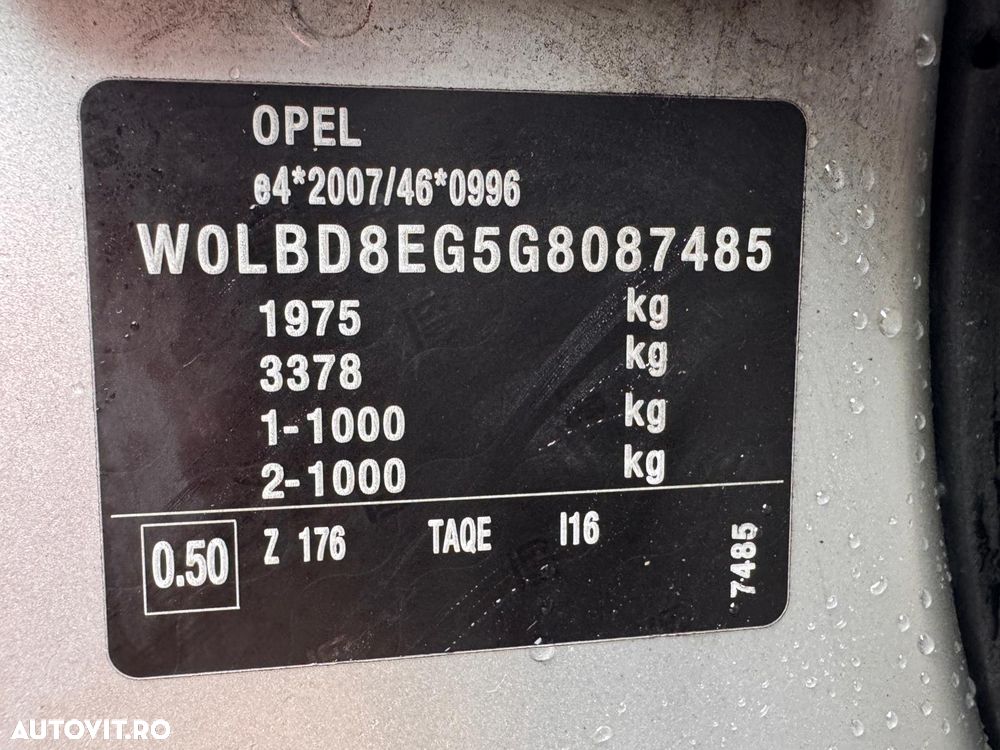 OPEL
e4*2007/46*0996
W0LBD8EG5G8087485
1975 kg
3378 kg
1-1000 kg
2-1000 kg
0.50 Z 176 TAQE I16
7485
AUTOVIT.RO